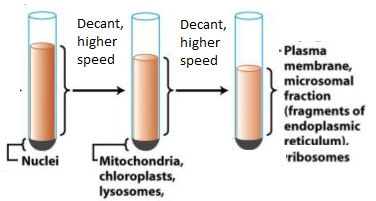 Decant,
higher
speed
Decant,
higher
speed
Nuclei
Mitochondria,
chloroplasts,
lysosomes,
· Plasma
membrane,
microsomal
fraction
(fragments of
endoplasmic
reticulum).
ribosomes